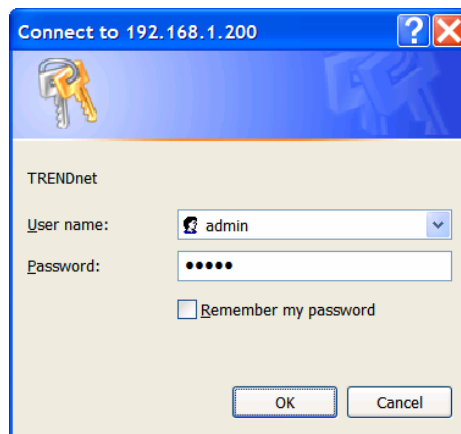 Connect to 192.168.1.200
TRENDnet
User name: admin
Password: •••••
Remember my password
OK Cancel